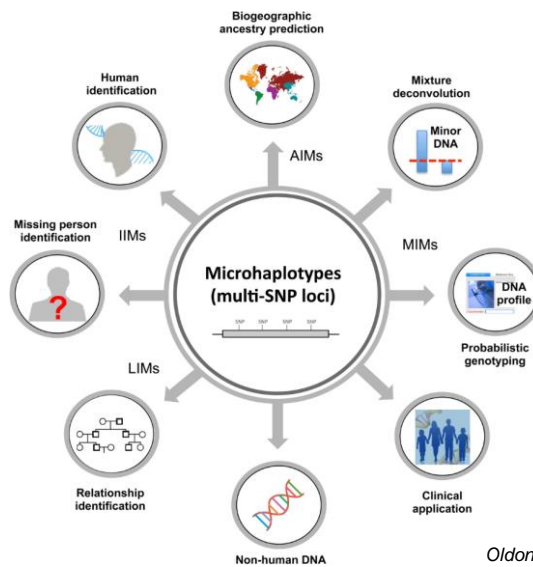 Biogeographic
ancestry prediction
Human
identification
Mixture
deconvolution
Minor
DNA
AIMs
Missing person
identification
IIMs
MIMs
?
Microhaplotypes
(multi-SNP loci)
SNP SNP SNP SNP
DNA
profile
Probabilistic
genotyping
LIMs
Relationship
identification
Clinical
application
Non-human DNA
Oldon